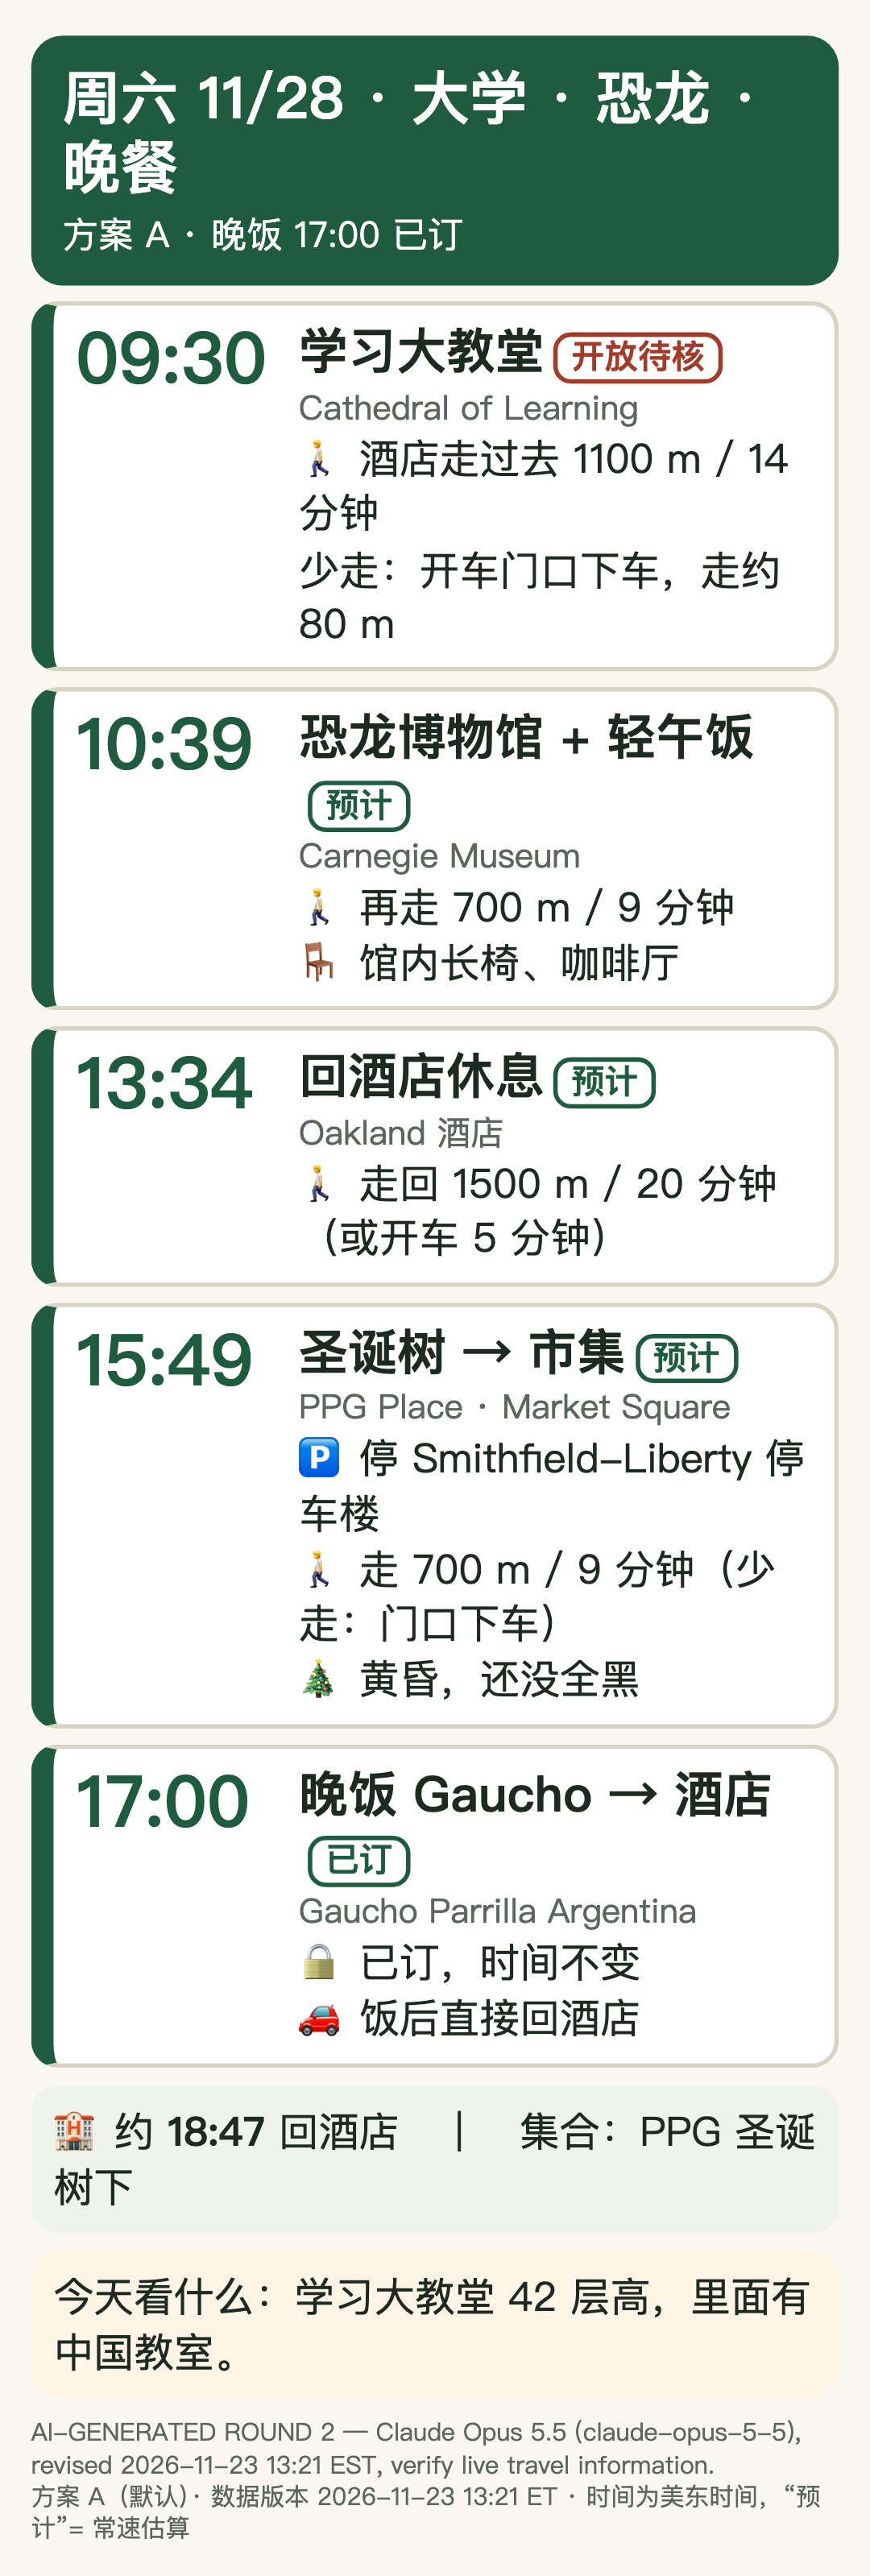 周六 11/28 · 大学 · 恐龙 ·
晚餐
方案 A · 晚饭 17:00 已订
09:30
学习大教堂 开放待核
Cathedral of Learning
🚶 酒店走过去 1100 m / 14
分钟
少走：开车门口下车，走约
80 m
10:39
恐龙博物馆 + 轻午饭
预计
Carnegie Museum
🚶 再走 700 m / 9 分钟
🪑 馆内长椅、咖啡厅
13:34
回酒店休息 预计
Oakland 酒店
🚶 走回 1500 m / 20 分钟
（或开车 5 分钟）
15:49
圣诞树 → 市集 预计
PPG Place · Market Square
🅿️ 停 Smithfield–Liberty 停
车楼
🚶 走 700 m / 9 分钟（少
走：门口下车）
🎄 黄昏，还没全黑
17:00
晚饭 Gaucho → 酒店
已订
Gaucho Parrilla Argentina
🔒 已订，时间不变
🚗 饭后直接回酒店
🏨 约 18:47 回酒店 ｜ 集合：PPG 圣诞
树下
今天看什么：学习大教堂 42 层高，里面有
中国教室。
AI–GENERATED ROUND 2 — Claude Opus 5.5 (claude–opus–5–5),
revised 2026–11–23 13:21 EST, verify live travel information.
方案 A（默认）· 数据版本 2026–11–23 13:21 ET · 时间为美东时间，“预
计”= 常速估算